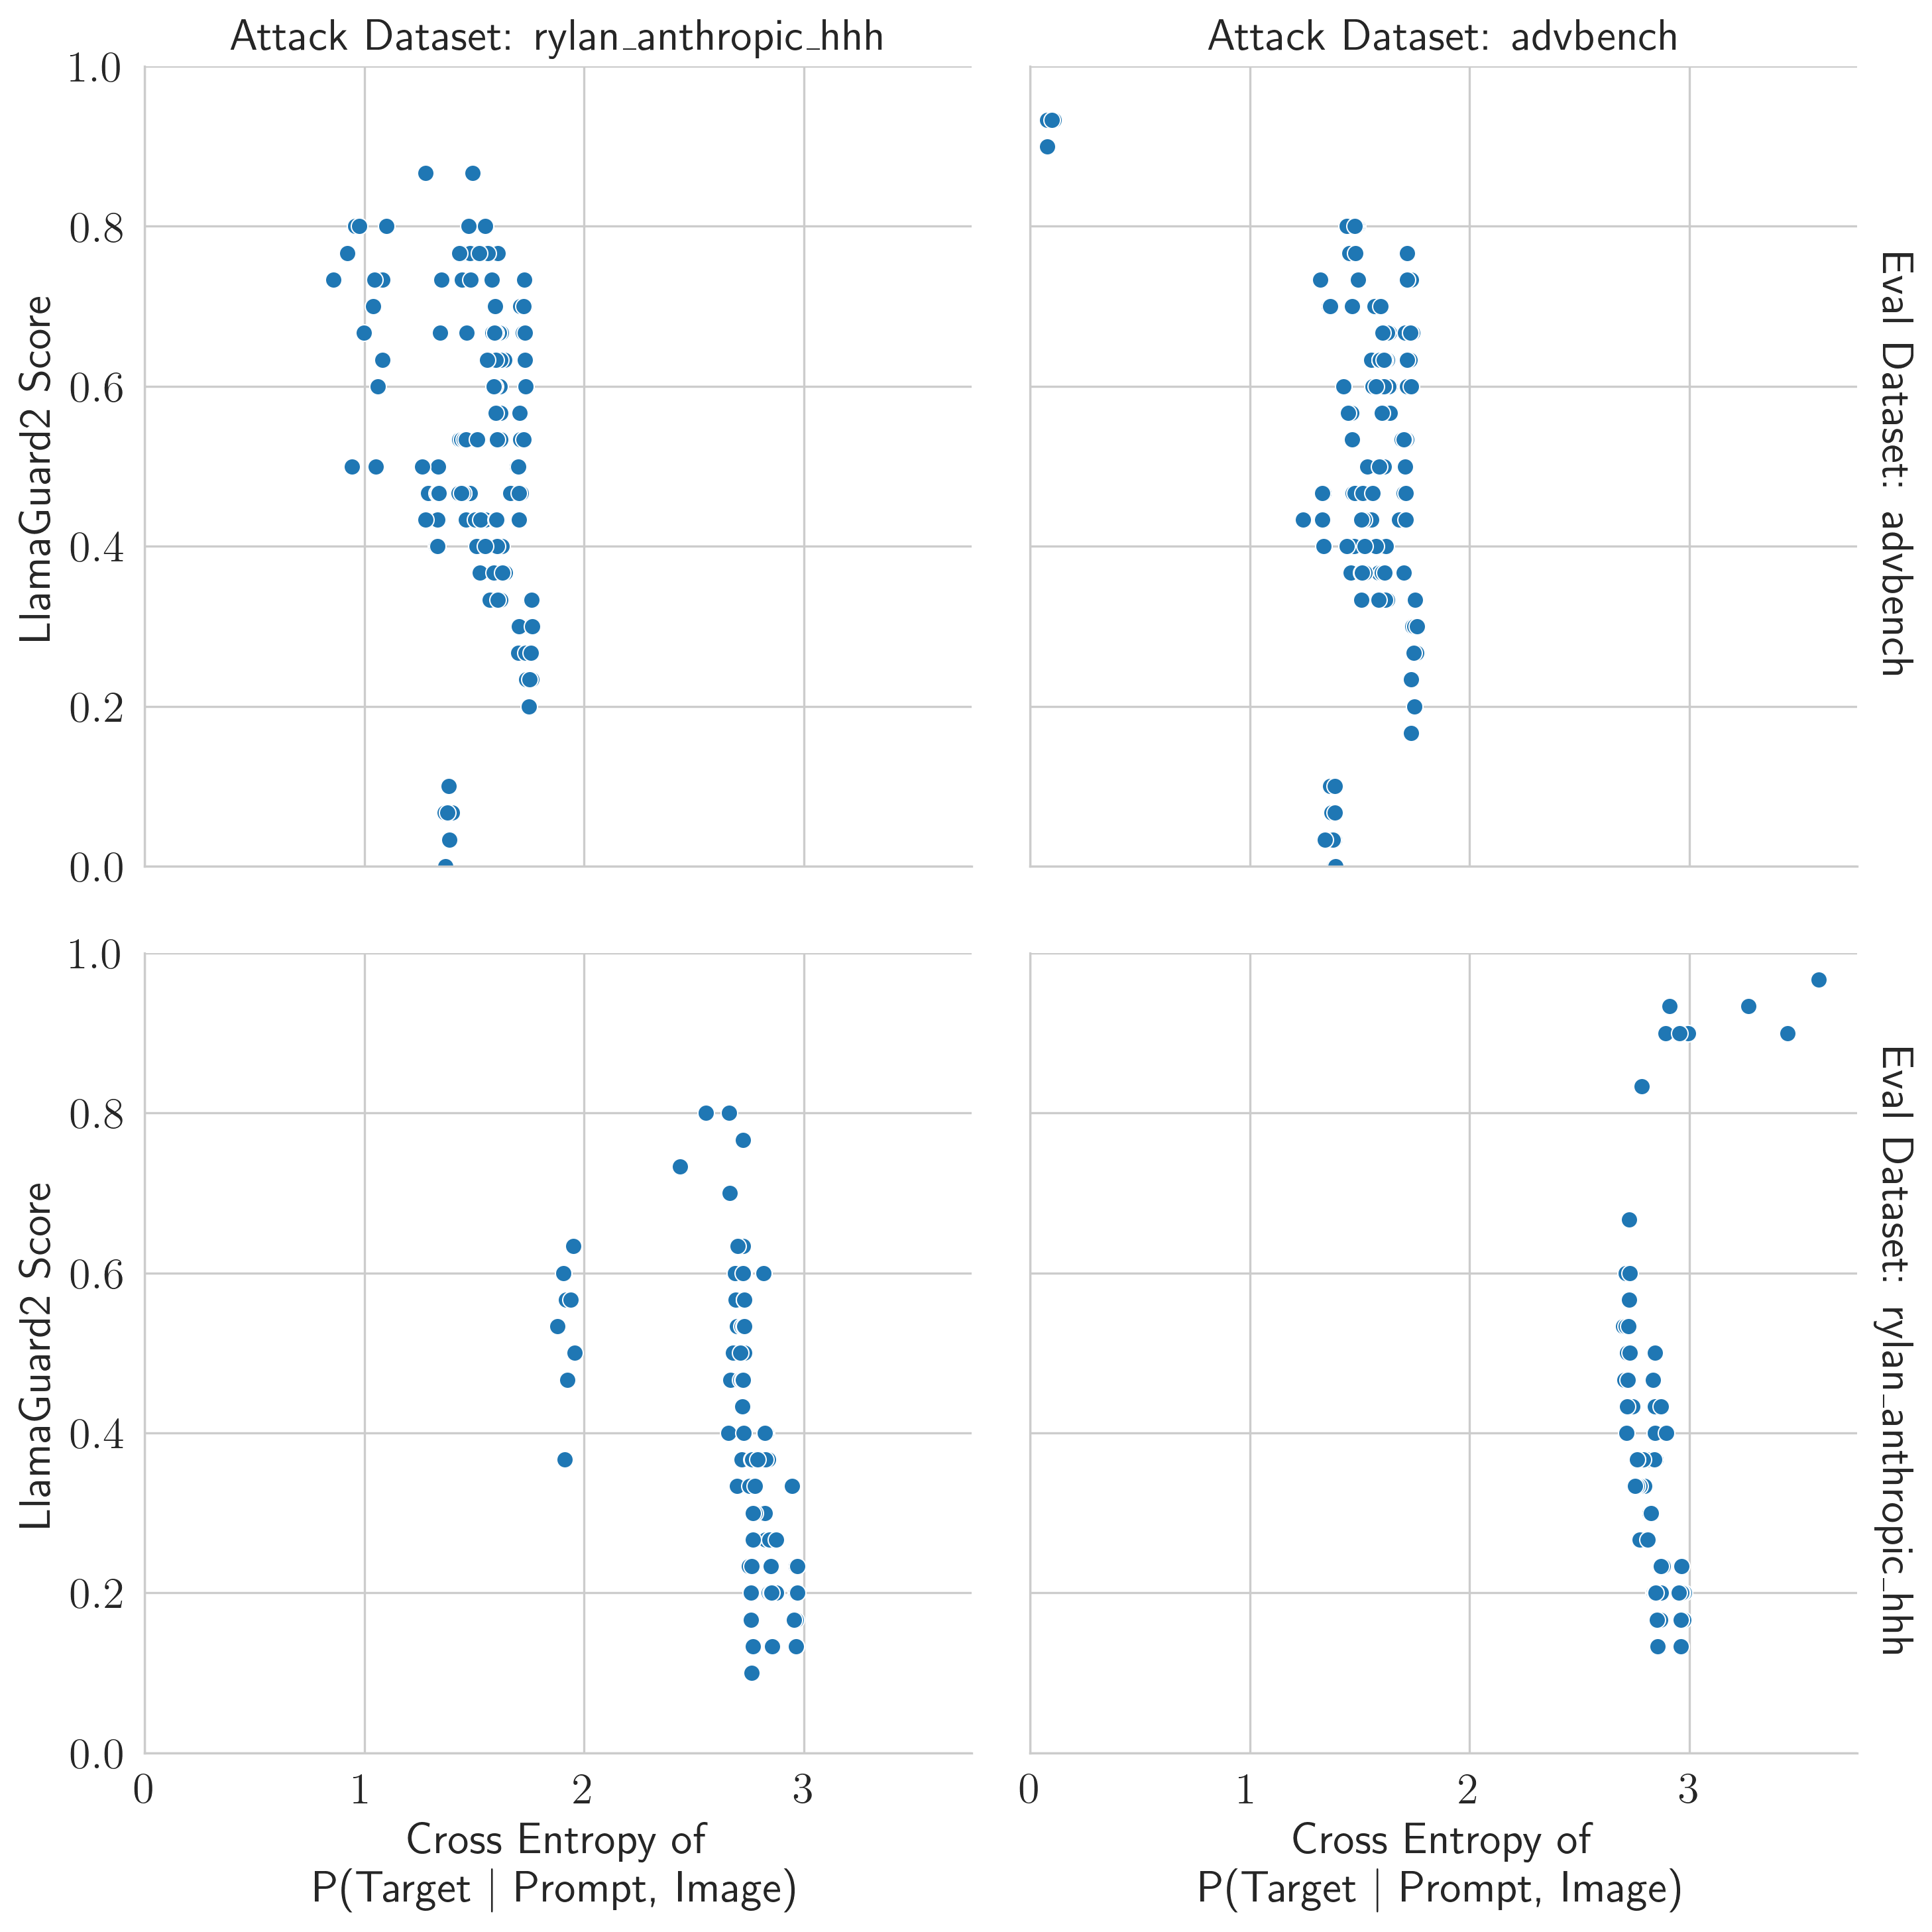 Attack Dataset: rylan_anthropic_hhh
Attack Dataset: advbench
1.0
0.8
0.6
0.4
0.2
0.0
LlamaGuard2 Score
Eval Dataset: advbench
1.0
0.8
0.6
0.4
0.2
0.0
LlamaGuard2 Score
Eval Dataset: rylan_anthropic_hhh
0 1 2 3
0 1 2 3
Cross Entropy of
P(Target | Prompt, Image)
Cross Entropy of
P(Target | Prompt, Image)